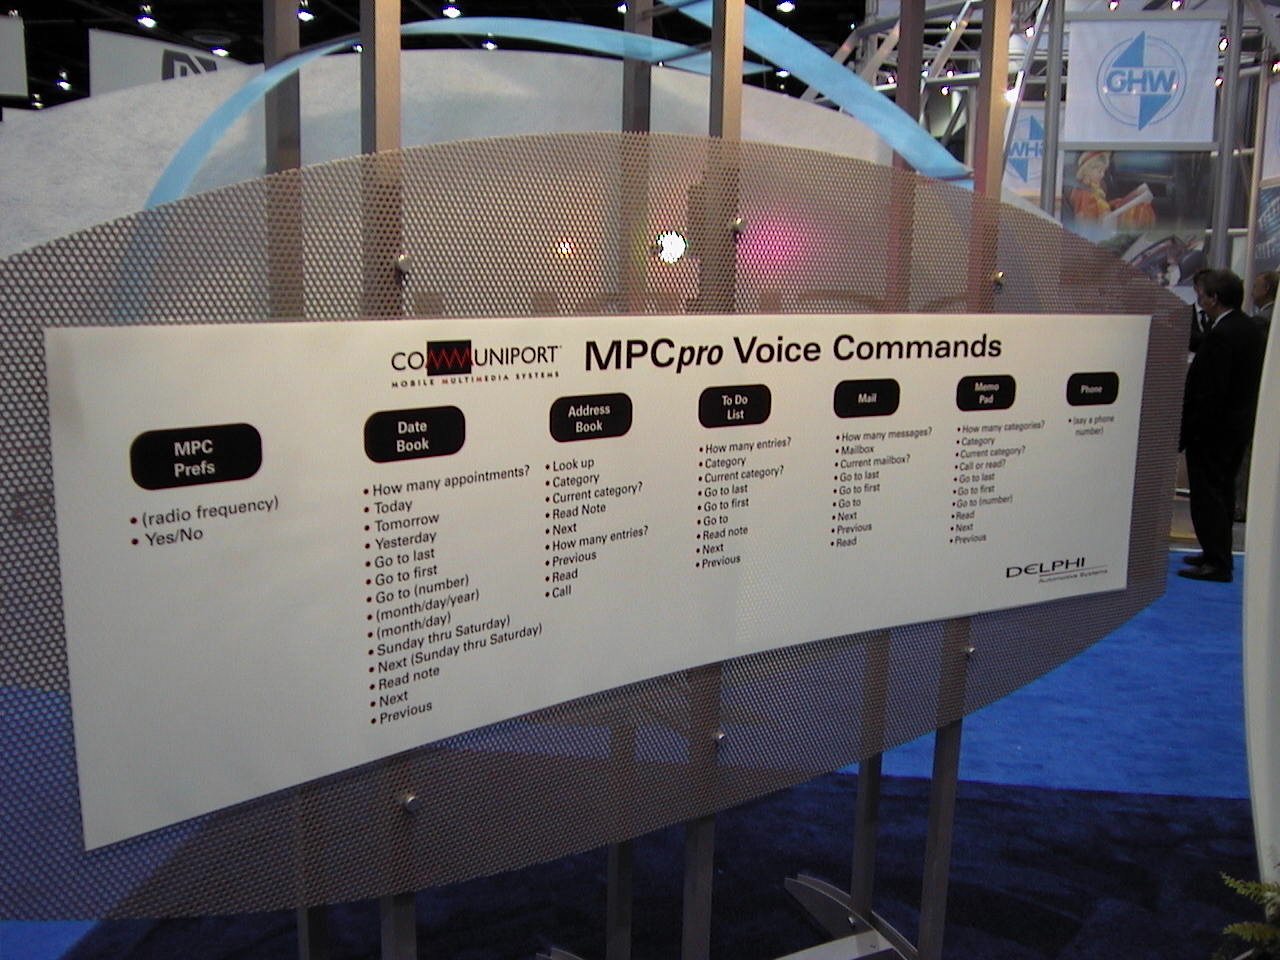 GHW
COMMUNIPORT
MOBILE MULTIMEDIA SYSTEMS
MPCpro Voice Commands
MPC
Prefs
• (radio frequency)
• Yes/No
Date
Book
• How many appointments?
• Today
• Tomorrow
• Yesterday
• Go to last
• Go to first
• Go to (number)
• (month/day/year)
• (month/day)
• Sunday thru Saturday)
• Next (Sunday thru Saturday)
• Read note
• Next
• Previous
Address
Book
• Look up
• Category
• Current category?
• Read Note
• Next
• How many entries?
• Previous
• Read
• Call
To Do
List
• How many entries?
• Category
• Current category?
• Go to last
• Go to first
• Go to
• Read note
• Next
• Previous
Mail
• How many messages?
• Mailbox
• Current mailbox?
• Go to last
• Go to first
• Go to
• Next
• Previous
• Read
Memo
Pad
• How many categories?
• Category
• Current category?
• Call or read?
• Go to last
• Go to first
• Go to (number)
• Read
• Next
• Previous
Phone
• (say a phone
number)
DELPHI
Automotive Systems